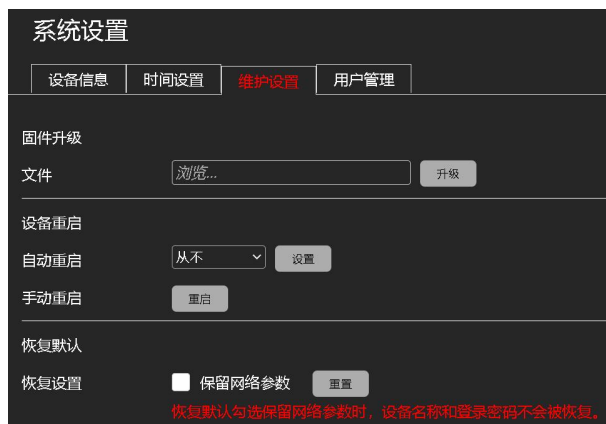 系统设置
设备信息 时间设置 维护设置 用户管理
固件升级
文件 浏览... 升级
设备重启
自动重启 从不 设置
手动重启 重启
恢复默认
恢复设置 保留网络参数 重置
恢复默认勾选保留网络参数时，设备名称和登录密码不会被恢复。